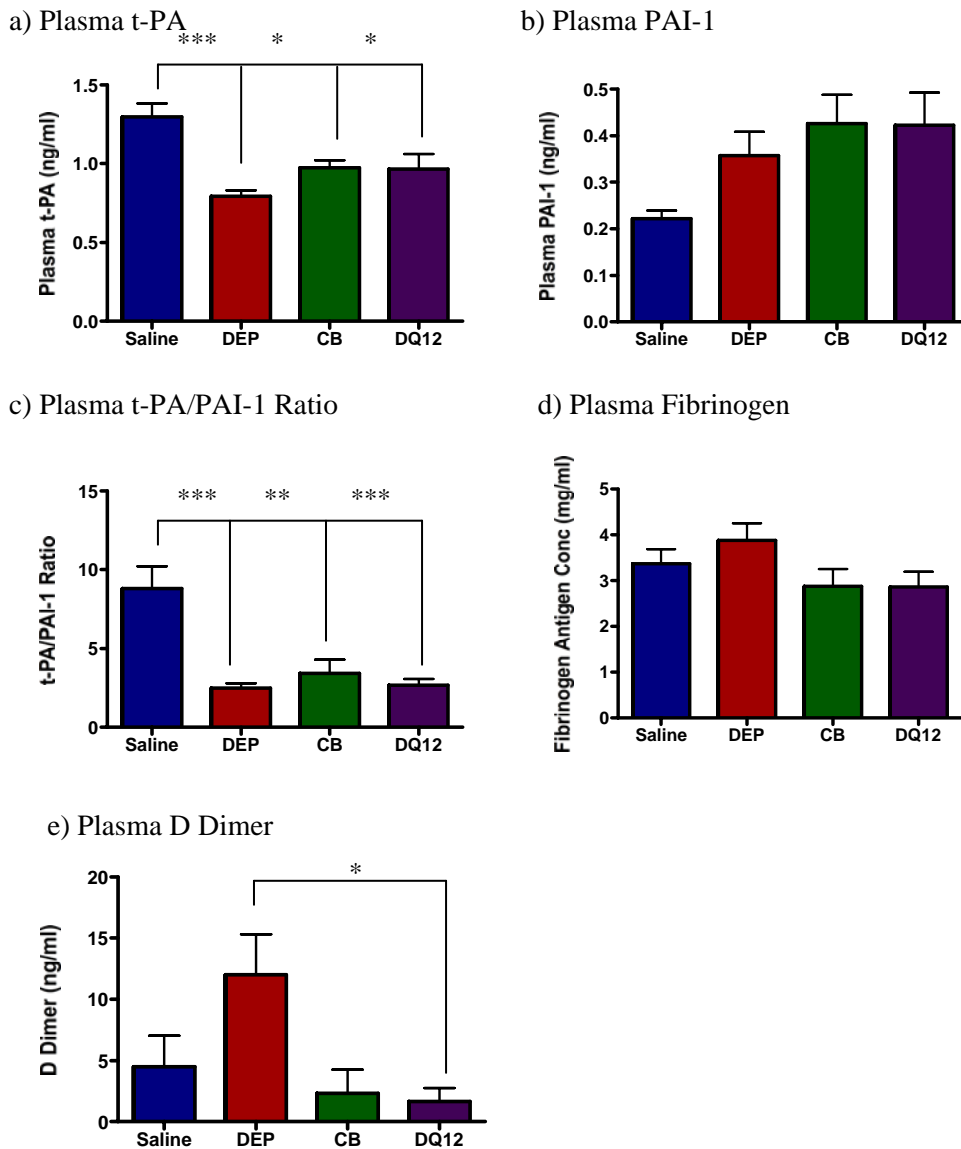 a) Plasma t-PA
*** * *
Plasma t-PA (ng/ml)
1.5
1.0
0.5
0.0
Saline DEP CB DQ12
b) Plasma PAI-1
Plasma PAI-1 (ng/ml)
0.5
0.4
0.3
0.2
0.1
0.0
Saline DEP CB DQ12
c) Plasma t-PA/PAI-1 Ratio
*** ** ***
t-PA/PAI-1 Ratio
15
10
5
0
Saline DEP CB DQ12
d) Plasma Fibrinogen
Fibrinogen Antigen Conc (mg/ml)
5
4
3
2
1
0
Saline DEP CB DQ12
e) Plasma D Dimer
*
D Dimer (ng/ml)
20
15
10
5
0
Saline DEP CB DQ12